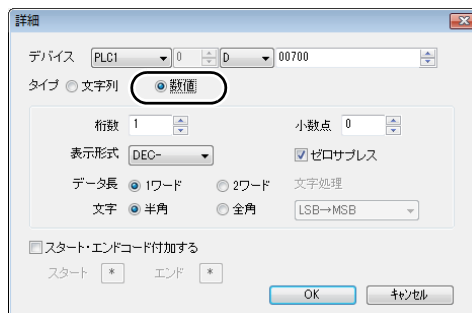 詳細
デバイス PLC1 0 D 00700
タイプ 文字列 数値
桁数 1 小数点 0
表示形式 DEC- ゼロサプレス
データ長 1ワード 2ワード 文字処理
文字 半角 全角 LSB→MSB
スタート・エンドコード付加する
スタート * エンド *
OK キャンセル